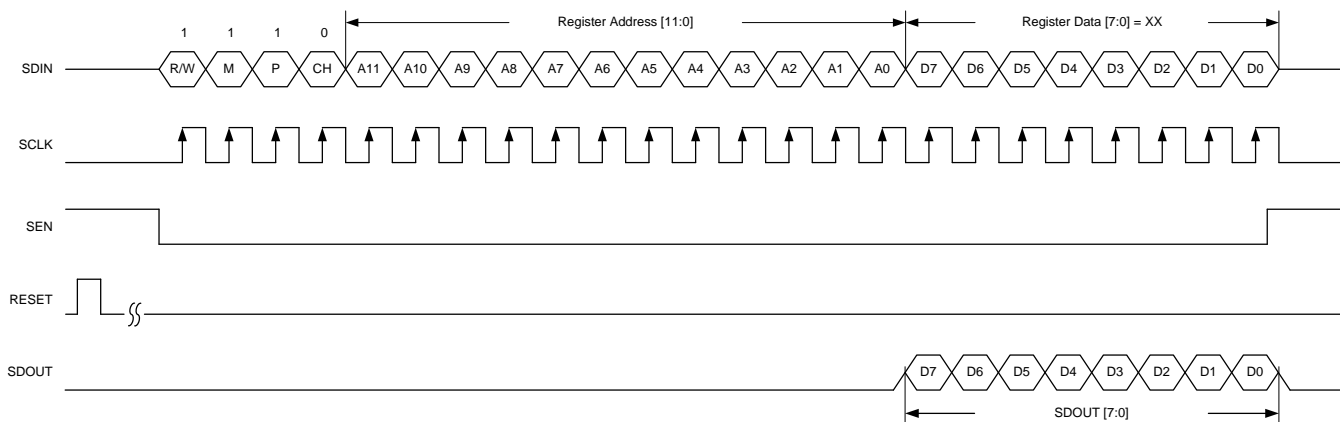 Register Address [11:0]
Register Data [7:0] = XX
1 1 1 0
SDIN R/W M P CH A11 A10 A9 A8 A7 A6 A5 A4 A3 A2 A1 A0 D7 D6 D5 D4 D3 D2 D1 D0
SCLK
SEN
RESET
SDOUT D7 D6 D5 D4 D3 D2 D1 D0
SDOUT [7:0]